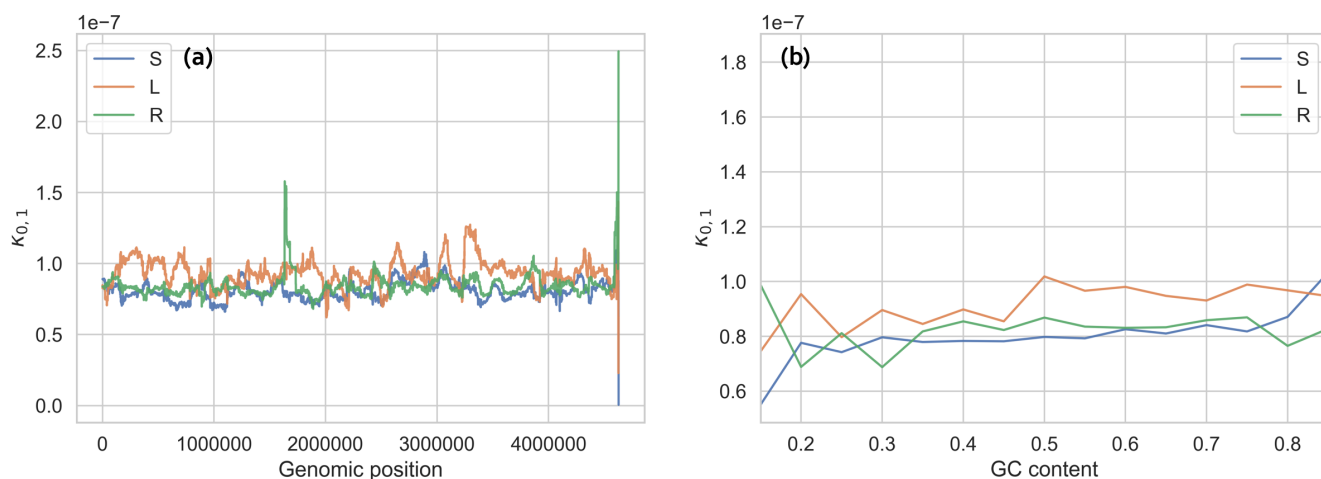 1e−7
2.5
2.0
1.5
1.0
0.5
0.0
κ0, 1
S
L
R
(a)
0
1000000
2000000
3000000
4000000
Genomic position
1e−7
1.8
1.6
1.4
1.2
1.0
0.8
0.6
κ0, 1
(b)
S
L
R
0.2
0.3
0.4
0.5
0.6
0.7
0.8
GC content